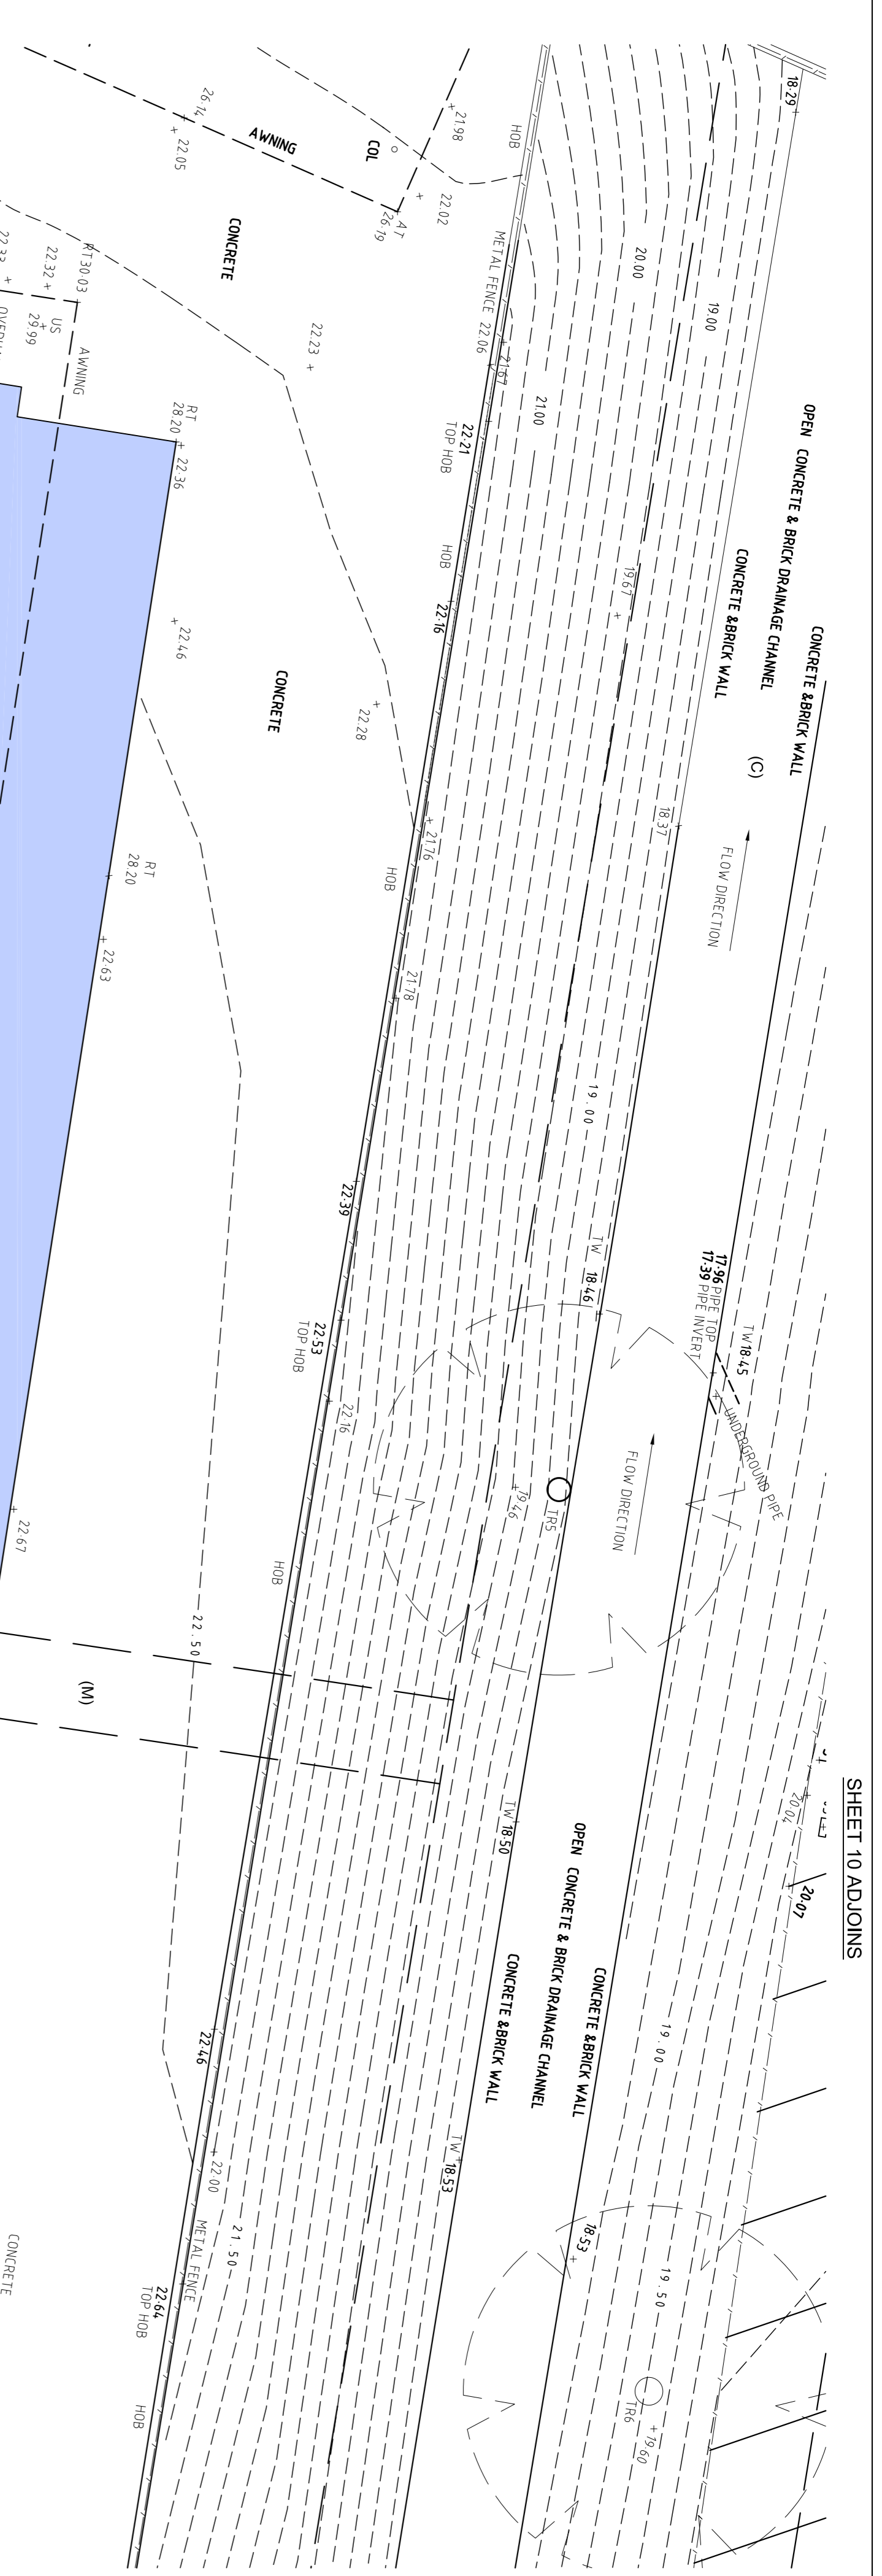 18.29
26.14
22.05
AWNING
COL
21.98
HOB
22.02
AT
26.19
CONCRETE
20.00
19.00
METAL FENCE 22.06
21.67
RT30.03
22.32
US
29.99
AWNING
22.23
21.00
OPEN CONCRETE & BRICK DRAINAGE CHANNEL
RT
28.20
22.36
22.21
TOP HOB
HOB
22.16
19.67
CONCRETE &BRICK WALL
CONCRETE &BRICK WALL
22.46
CONCRETE
22.28
(C)
18.37
21.76
HOB
FLOW DIRECTION
RT
28.20
22.63
21.78
19.00
22.39
TW 18.46
17.96 PIPE TOP
17.39 PIPE INVERT
TW18.45
22.53
TOP HOB
22.16
UNDERGROUND PIPE
19.46
TR5
FLOW DIRECTION
22.67
HOB
22.50
(M)
SHEET 10 ADJOINS
20.04
20.07
TW 18.50
OPEN CONCRETE & BRICK DRAINAGE CHANNEL
CONCRETE &BRICK WALL
CONCRETE &BRICK WALL
19.00
22.46
22.00
TW 18.53
METAL FENCE
21.50
18.53
19.50
CONCRETE
22.64
TOP HOB
TR6
19.60
HOB